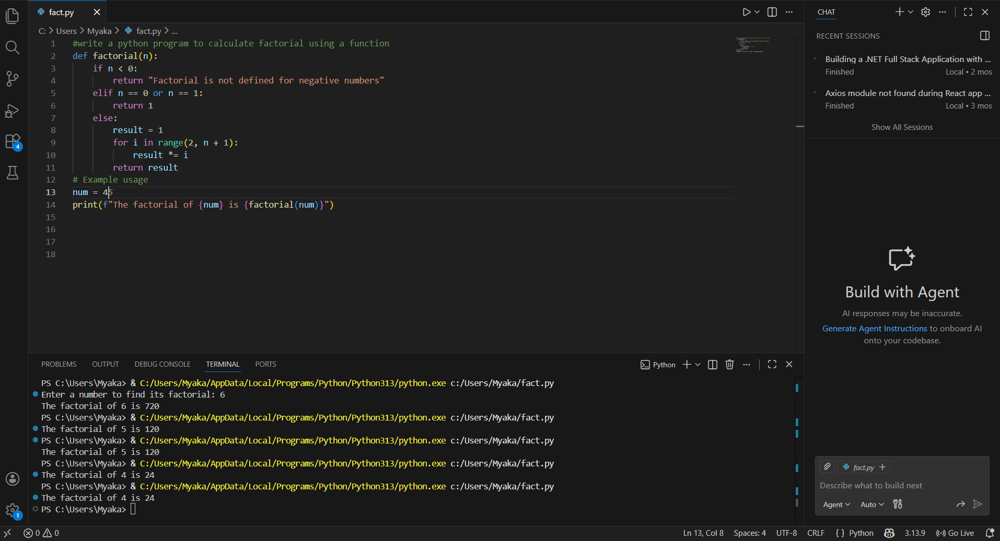 fact.py
C: > Users > Myaka > fact.py > ...
1 #write a python program to calculate factorial using a function
2 def factorial(n):
3 if n < 0:
4 return "Factorial is not defined for negative numbers"
5 elif n == 0 or n == 1:
6 return 1
7 else:
8 result = 1
9 for i in range(2, n + 1):
10 result *= i
11 return result
12 # Example usage
13 num = 45
14 print(f"The factorial of {num} is {factorial(num)}")
15
16
17
18
4
1
PROBLEMS OUTPUT DEBUG CONSOLE TERMINAL PORTS
Python
PS C:\Users\Myaka> & C:/Users/Myaka/AppData/Local/Programs/Python/Python313/python.exe c:/Users/Myaka/fact.py
Enter a number to find its factorial: 6
The factorial of 6 is 720
PS C:\Users\Myaka> & C:/Users/Myaka/AppData/Local/Programs/Python/Python313/python.exe c:/Users/Myaka/fact.py
The factorial of 5 is 120
PS C:\Users\Myaka> & C:/Users/Myaka/AppData/Local/Programs/Python/Python313/python.exe c:/Users/Myaka/fact.py
The factorial of 5 is 120
PS C:\Users\Myaka> & C:/Users/Myaka/AppData/Local/Programs/Python/Python313/python.exe c:/Users/Myaka/fact.py
The factorial of 4 is 24
PS C:\Users\Myaka> & C:/Users/Myaka/AppData/Local/Programs/Python/Python313/python.exe c:/Users/Myaka/fact.py
The factorial of 4 is 24
PS C:\Users\Myaka>
CHAT
RECENT SESSIONS
Building a .NET Full Stack Application with ...
Finished Local • 2 mos
Axios module not found during React app ...
Finished Local • 3 mos
Show All Sessions
Build with Agent
AI responses may be inaccurate.
Generate Agent Instructions to onboard AI
onto your codebase.
fact.py
Describe what to build next
Agent Auto
0 0
Ln 13, Col 8 Spaces: 4 UTF-8 CRLF { } Python 3.13.9 Go Live